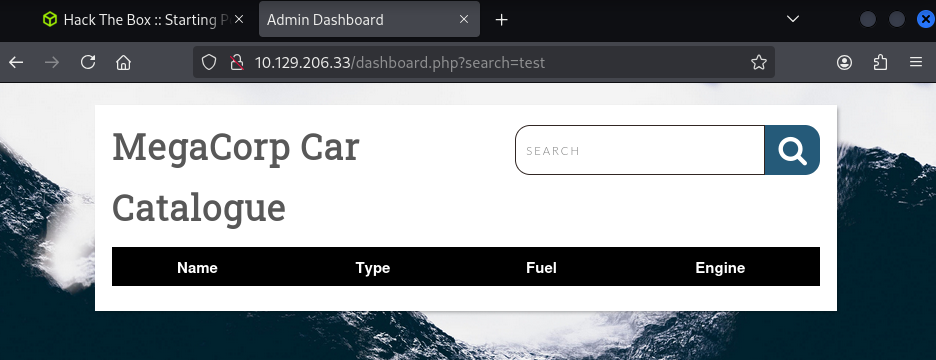 Hack The Box :: Starting P
Admin Dashboard
10.129.206.33/dashboard.php?search=test
MegaCorp Car
Catalogue
SEARCH
Name Type Fuel Engine